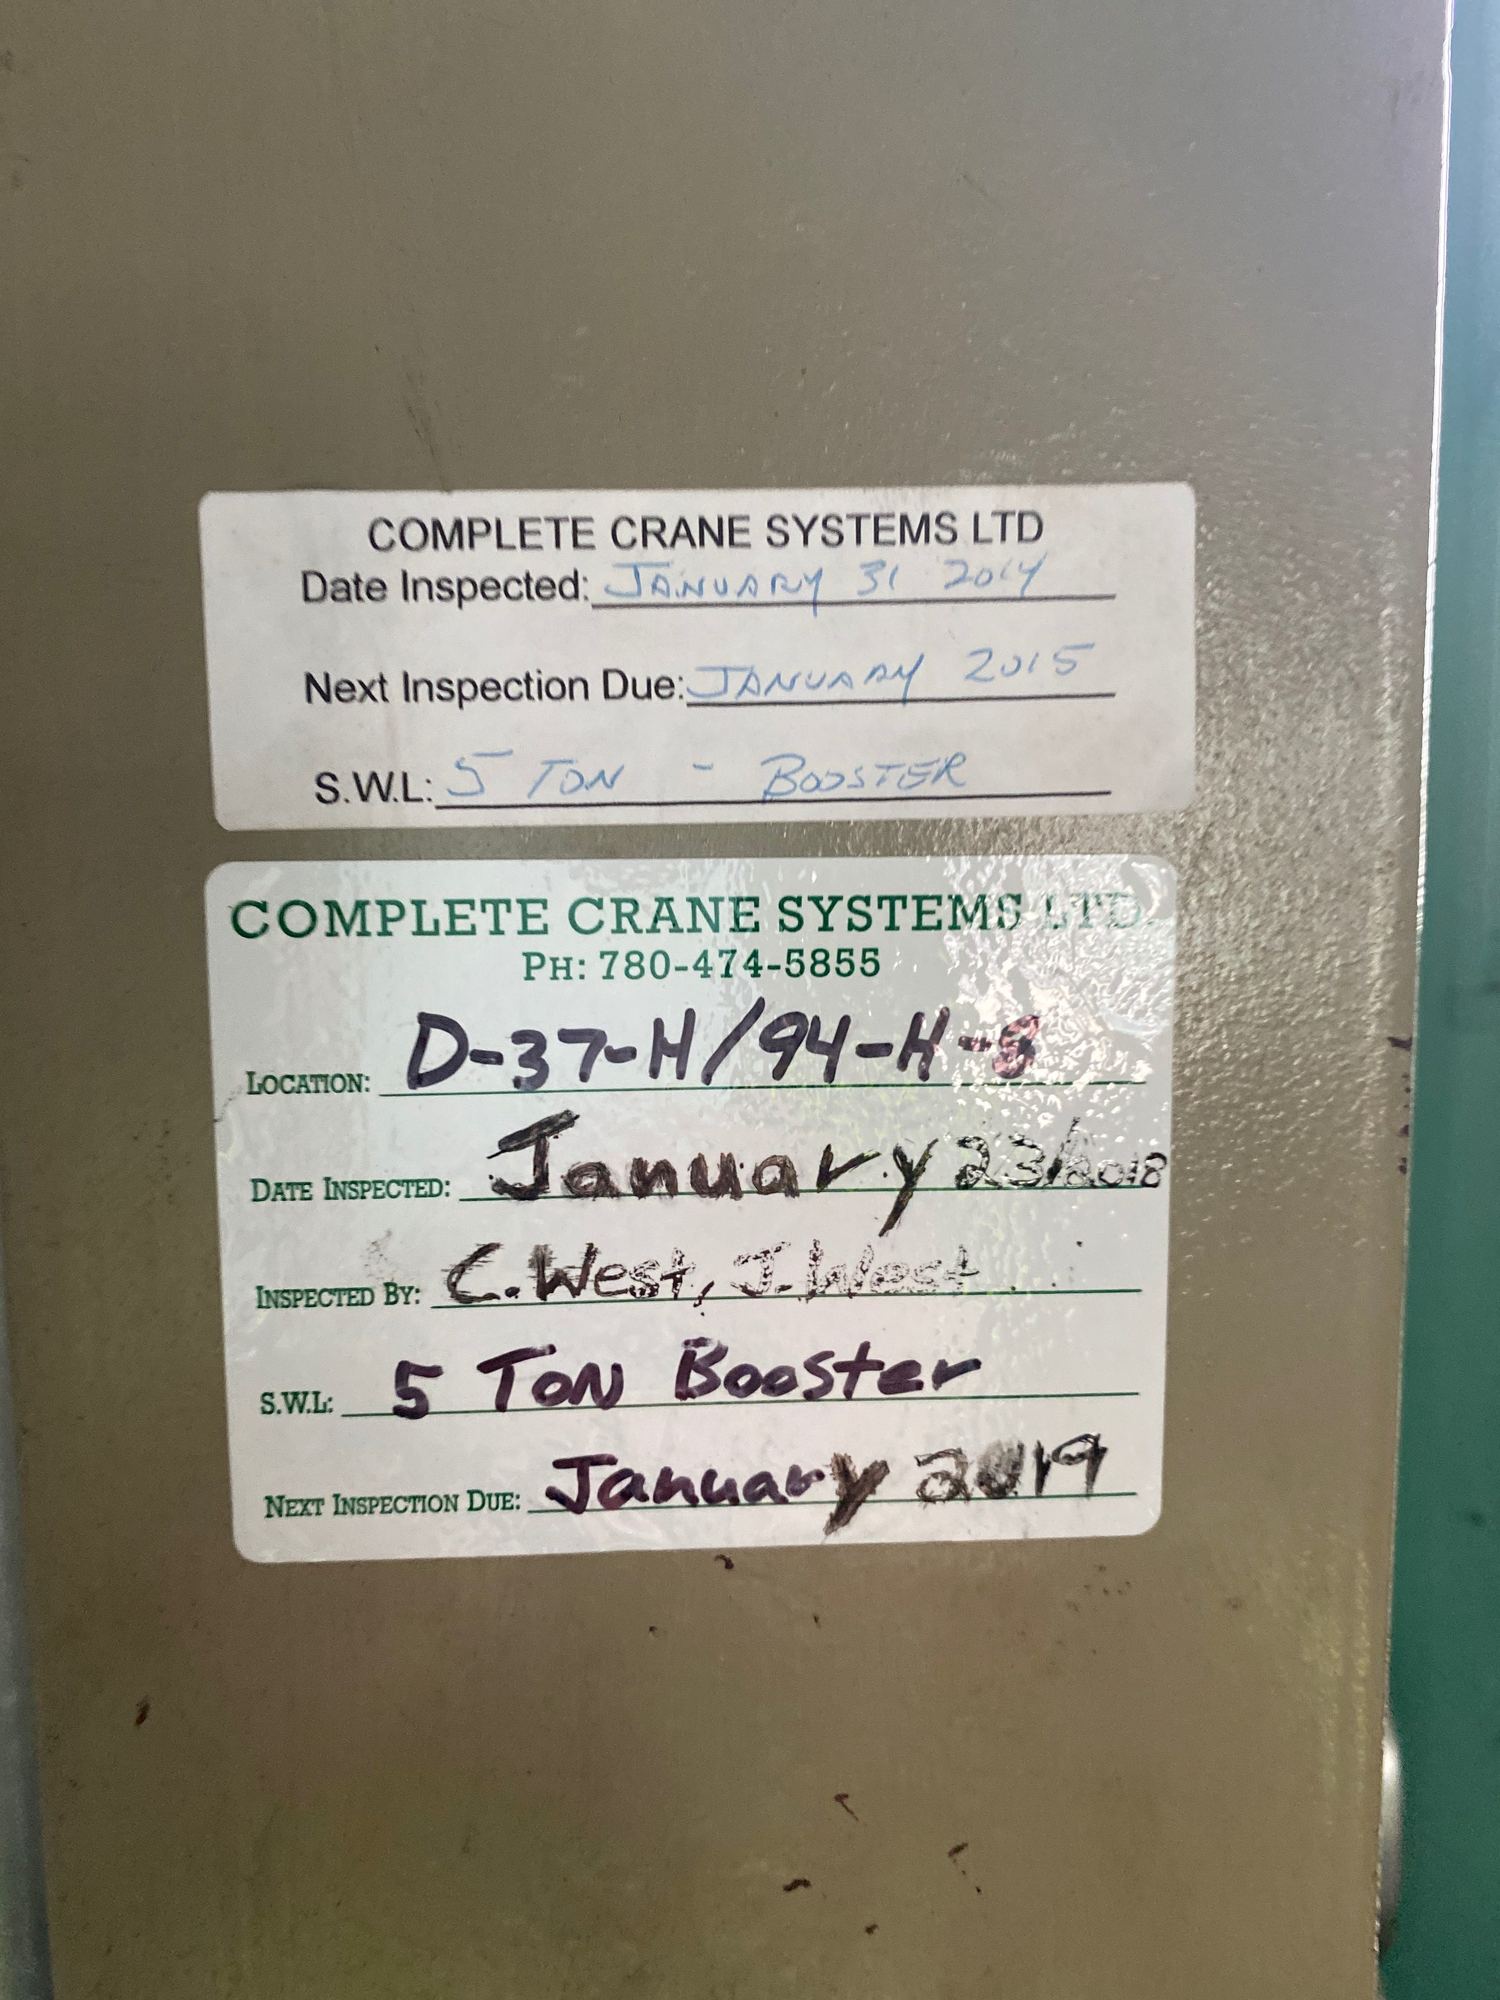 COMPLETE CRANE SYSTEMS LTD
Date Inspected: JANUARY 31 2014
Next Inspection Due: JANUARY 2015
S.W.L: 5 TON - BOOSTER
COMPLETE CRANE SYSTEMS LTD.
PH: 780-474-5855
LOCATION: D-37-H/94-H-8
DATE INSPECTED: January 23/2018
INSPECTED BY: C. West, J. West
S.W.L: 5 TON Booster
NEXT INSPECTION DUE: January 2019